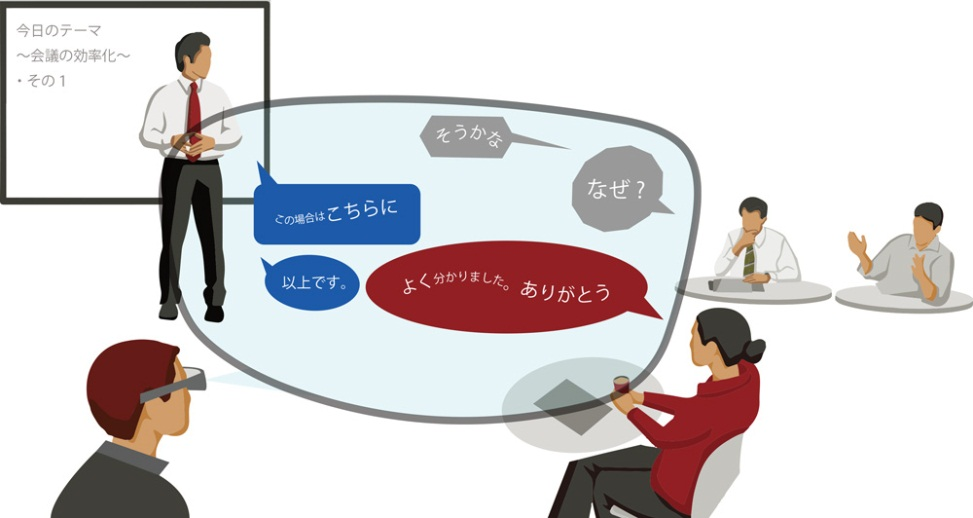 今日のテーマ
～会議の効率化～
・その１
そうかな
なぜ？
この場合はこちらに
以上です。
よく分かりました。ありがとう